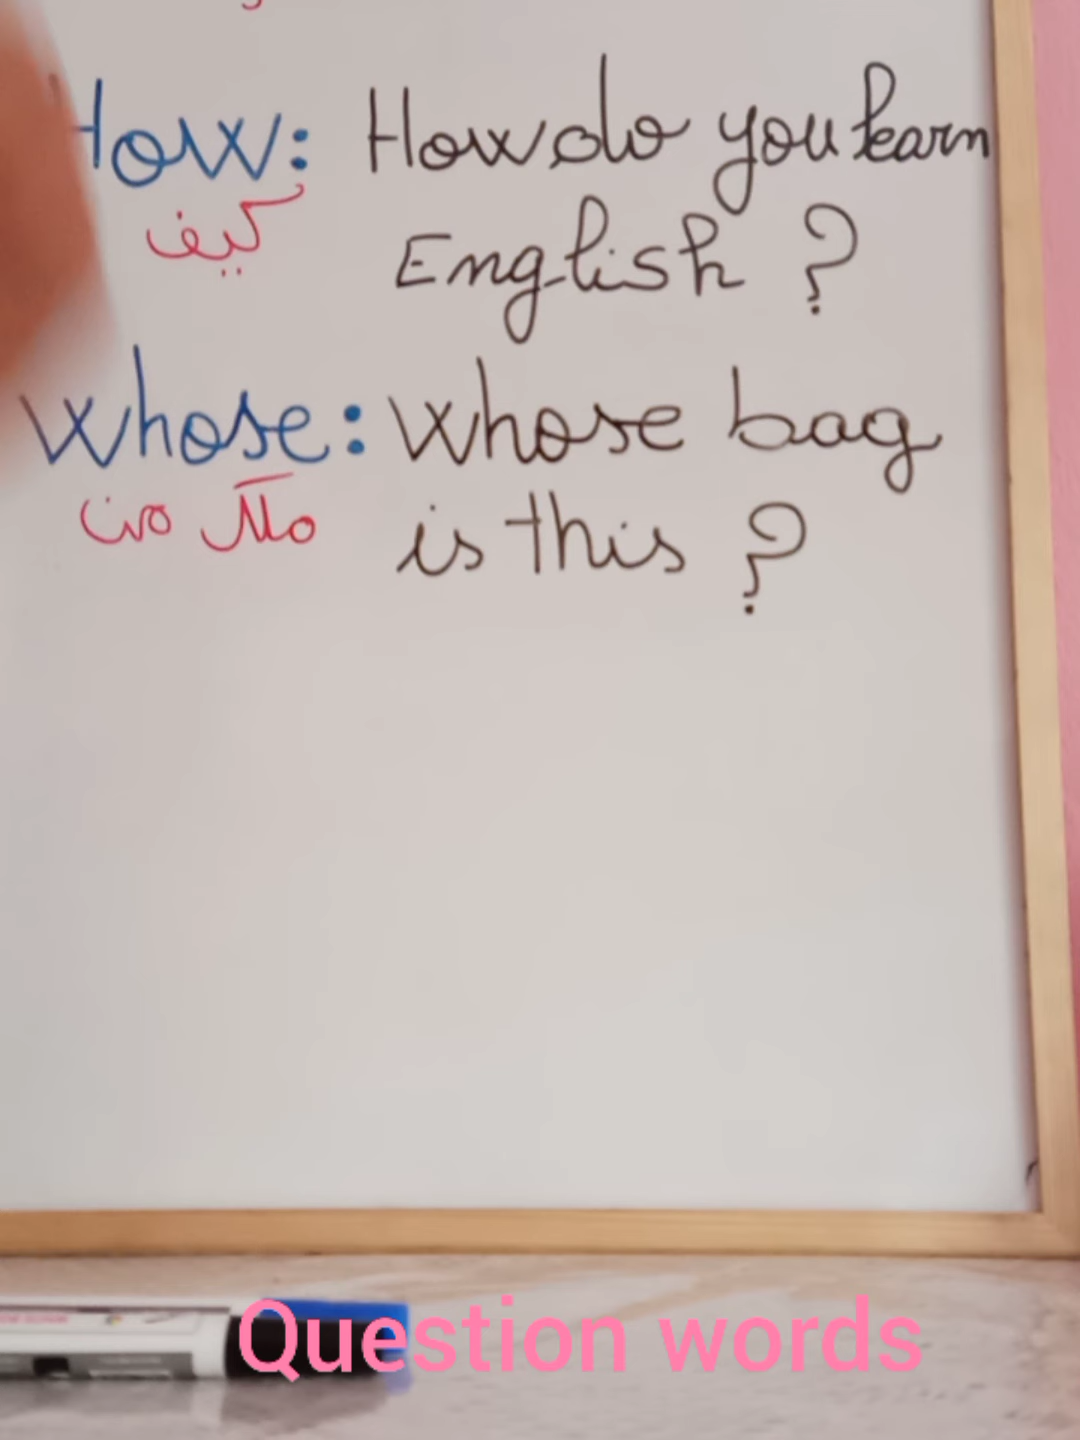 How: How do you learn
كيف
English ?
Whose: Whose bag
ملك من
is this ?
Question words